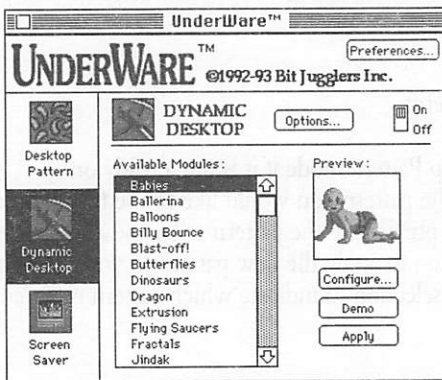 UnderWare™
Preferences...
UNDERWARE™
©1992-93 Bit Jugglers Inc.
DYNAMIC
DESKTOP
Options...
On
Off
Desktop
Pattern
Dynamic
Desktop
Screen
Saver
Available Modules:
Babies
Ballerina
Balloons
Billy Bounce
Blast-off!
Butterflies
Dinosaurs
Dragon
Extrusion
Flying Saucers
Fractals
Jindak
Preview:
Configure...
Demo
Apply